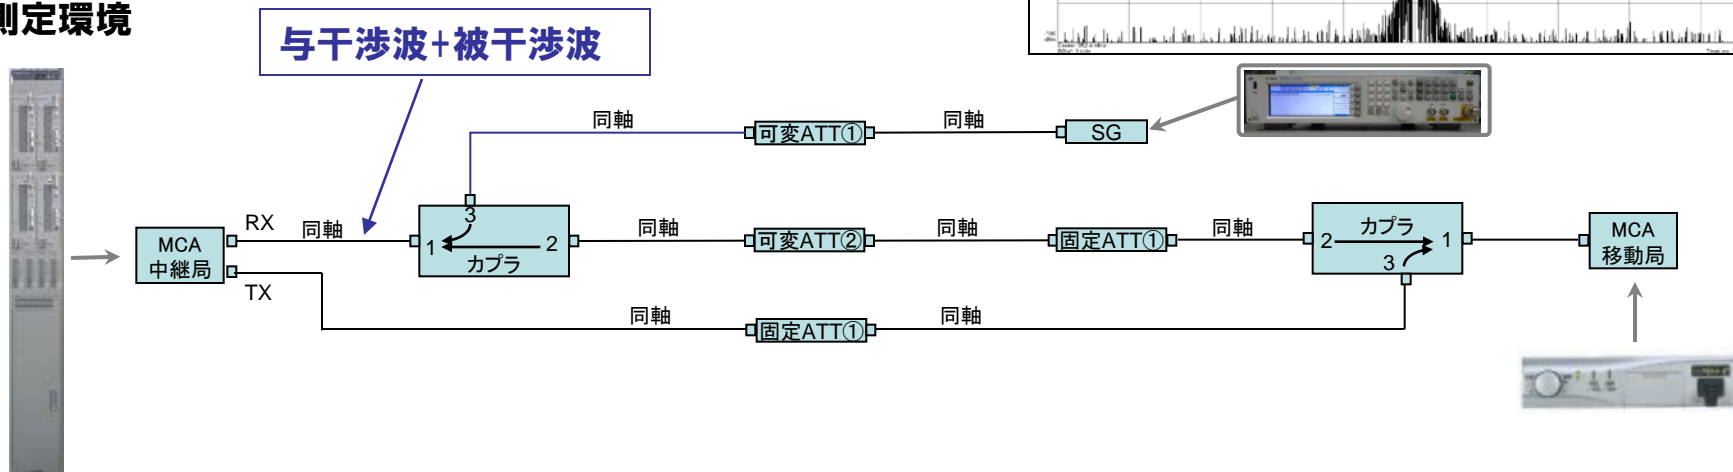 測定環境
与干渉波+被干渉波
同軸
可変ATT①
同軸
SG
MCA
中継局
RX
同軸
TX
3
1
2
カプラ
同軸
可変ATT②
同軸
固定ATT①
同軸
カプラ
2
1
3
MCA
移動局
同軸
固定ATT①
同軸